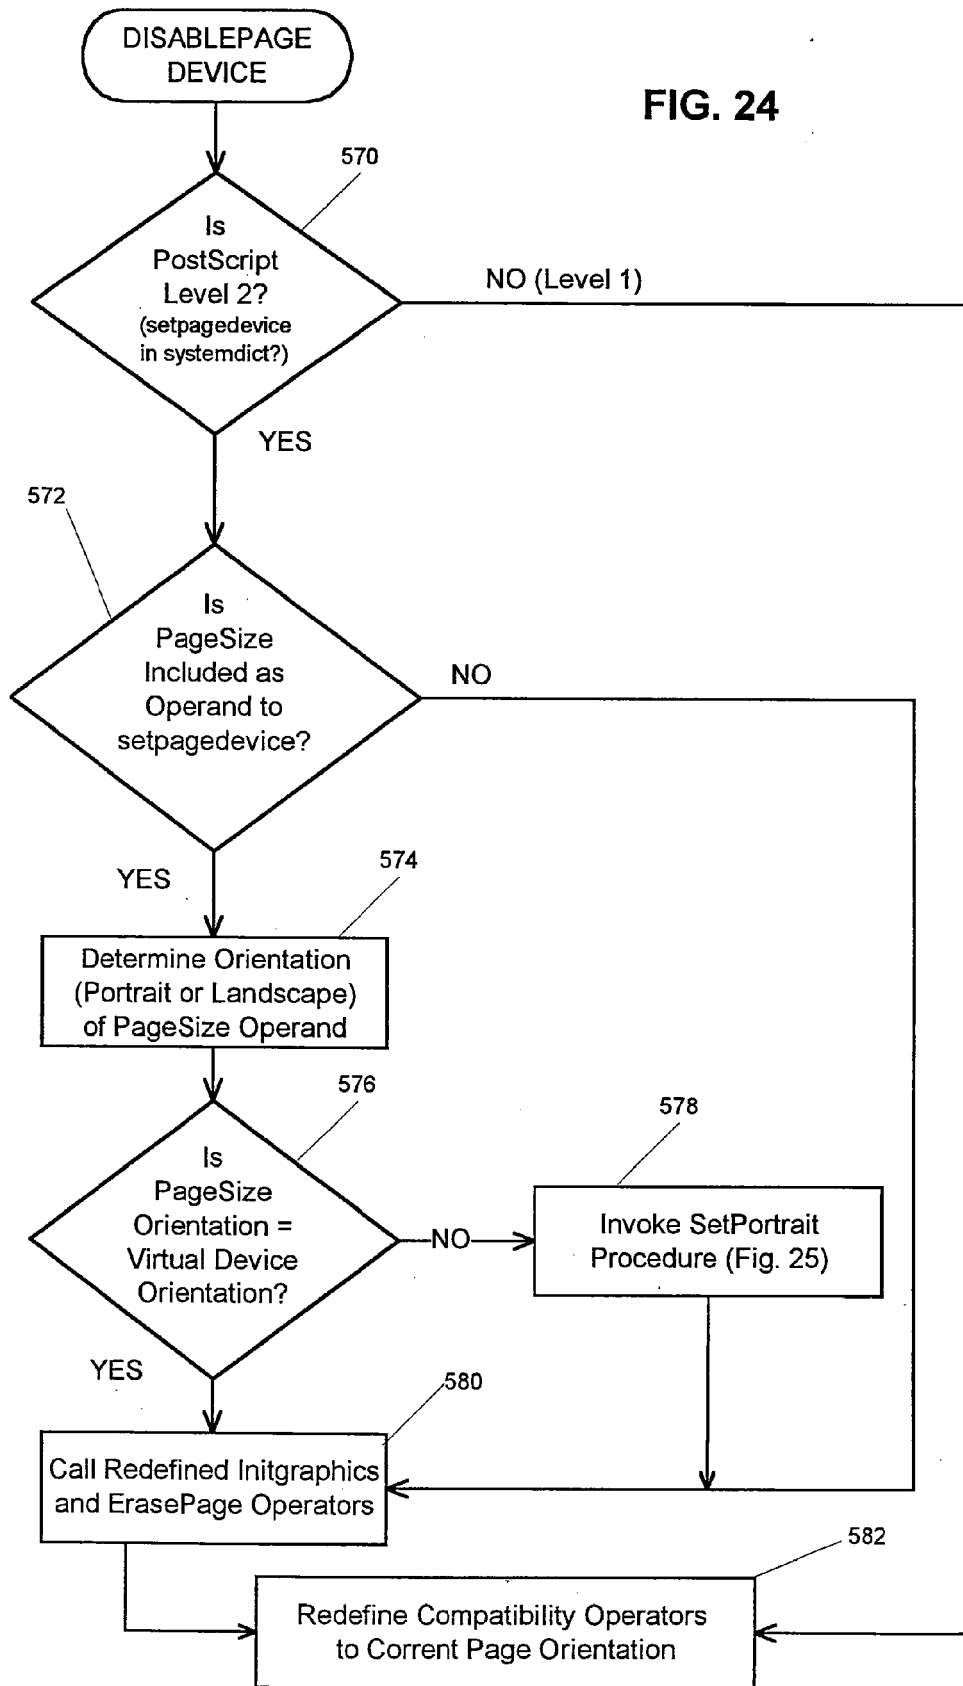 DISABLEPAGE
DEVICE
FIG. 24
570
Is
PostScript
Level 2?
(setpagedevice
in systemdict?)
NO (Level 1)
YES
572
Is
PageSize
Included as
Operand to
setpagedevice?
NO
YES
574
Determine Orientation
(Portrait or Landscape)
of PageSize Operand
576
Is
PageSize
Orientation =
Virtual Device
Orientation?
NO
578
Invoke SetPortrait
Procedure (Fig. 25)
YES
580
Call Redefined Initgraphics
and ErasePage Operators
582
Redefine Compatibility Operators
to Corrent Page Orientation